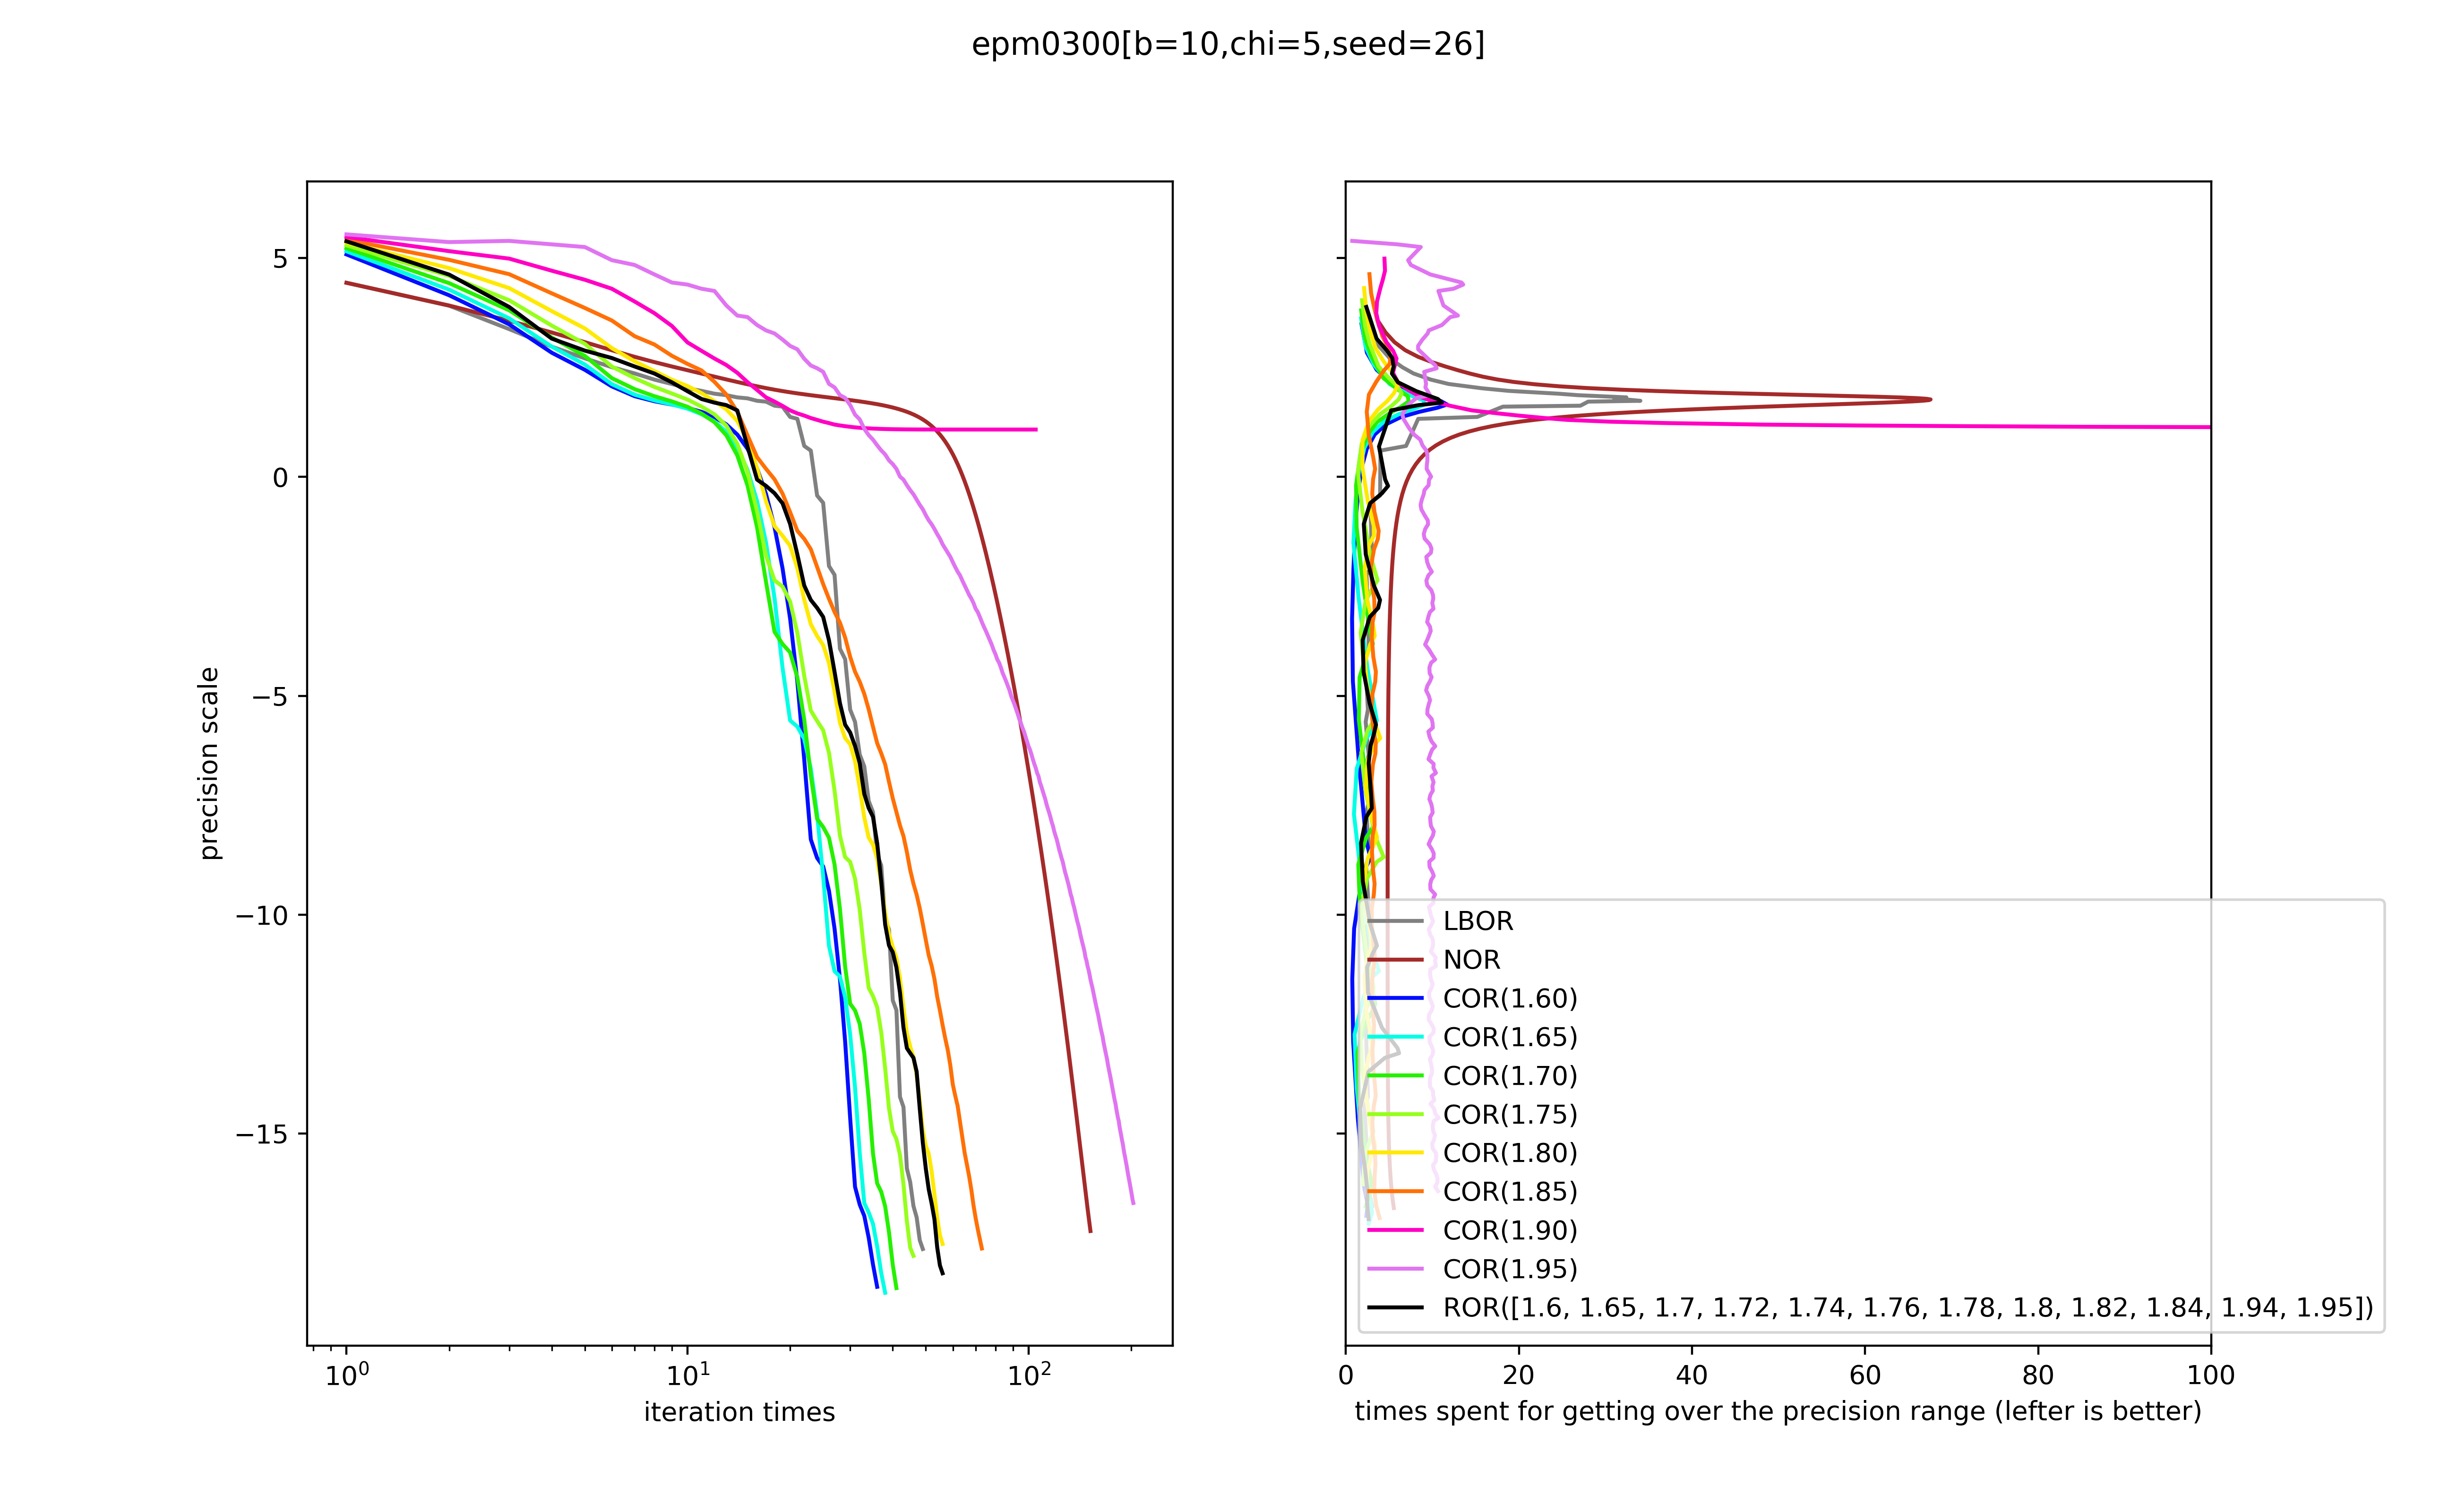 epm0300[b=10,chi=5,seed=26]
precision scale
5
0
−5
−10
−15
10⁰
10¹
10²
iteration times
LBOR
NOR
COR(1.60)
COR(1.65)
COR(1.70)
COR(1.75)
COR(1.80)
COR(1.85)
COR(1.90)
COR(1.95)
ROR([1.6, 1.65, 1.7, 1.72, 1.74, 1.76, 1.78, 1.8, 1.82, 1.84, 1.94, 1.95])
0 20 40 60 80 100
times spent for getting over the precision range (lefter is better)